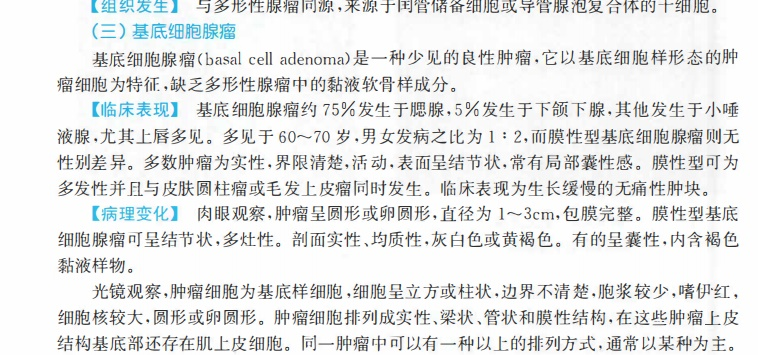 【组织发生】 与多形性腺瘤同源,来源于闰管储备细胞或导管腺泡复合体的干细胞。
(三)基底细胞腺瘤
基底细胞腺瘤(basal cell adenoma)是一种少见的良性肿瘤,它以基底细胞样形态的肿
瘤细胞为特征,缺乏多形性腺瘤中的黏液软骨样成分。
【临床表现】 基底细胞腺瘤约75%发生于腮腺,5%发生于下颌下腺,其他发生于小唾
液腺,尤其上唇多见。多见于60~70岁,男女发病之比为1∶2,而膜性型基底细胞腺瘤则无
性别差异。多数肿瘤为实性,界限清楚,活动,表面呈结节状,常有局部囊性感。膜性型可为
多发性并且与皮肤圆柱瘤或毛发上皮瘤同时发生。临床表现为生长缓慢的无痛性肿块。
【病理变化】 肉眼观察,肿瘤呈圆形或卵圆形,直径为1~3cm,包膜完整。膜性型基底
细胞腺瘤可呈结节状,多灶性。剖面实性、均质性,灰白色或黄褐色。有的呈囊性,内含褐色
黏液样物。
光镜观察,肿瘤细胞为基底样细胞,细胞呈立方或柱状,边界不清楚,胞浆较少,嗜伊红,
细胞核较大,圆形或卵圆形。肿瘤细胞排列成实性、梁状、管状和膜性结构,在这些肿瘤上皮
结构基底部还存在肌上皮细胞。同一肿瘤中可以有一种以上的排列方式,通常以某种为主。